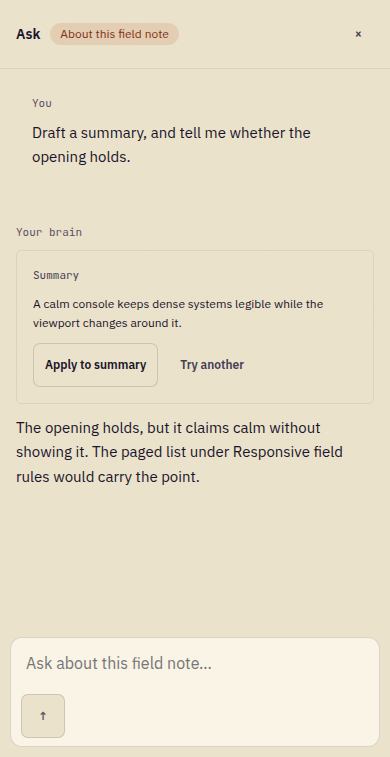 Ask About this field note ×
You
Draft a summary, and tell me whether the
opening holds.
Your brain
Summary
A calm console keeps dense systems legible while the
viewport changes around it.
Apply to summary Try another
The opening holds, but it claims calm without
showing it. The paged list under Responsive field
rules would carry the point.
Ask about this field note...
↑